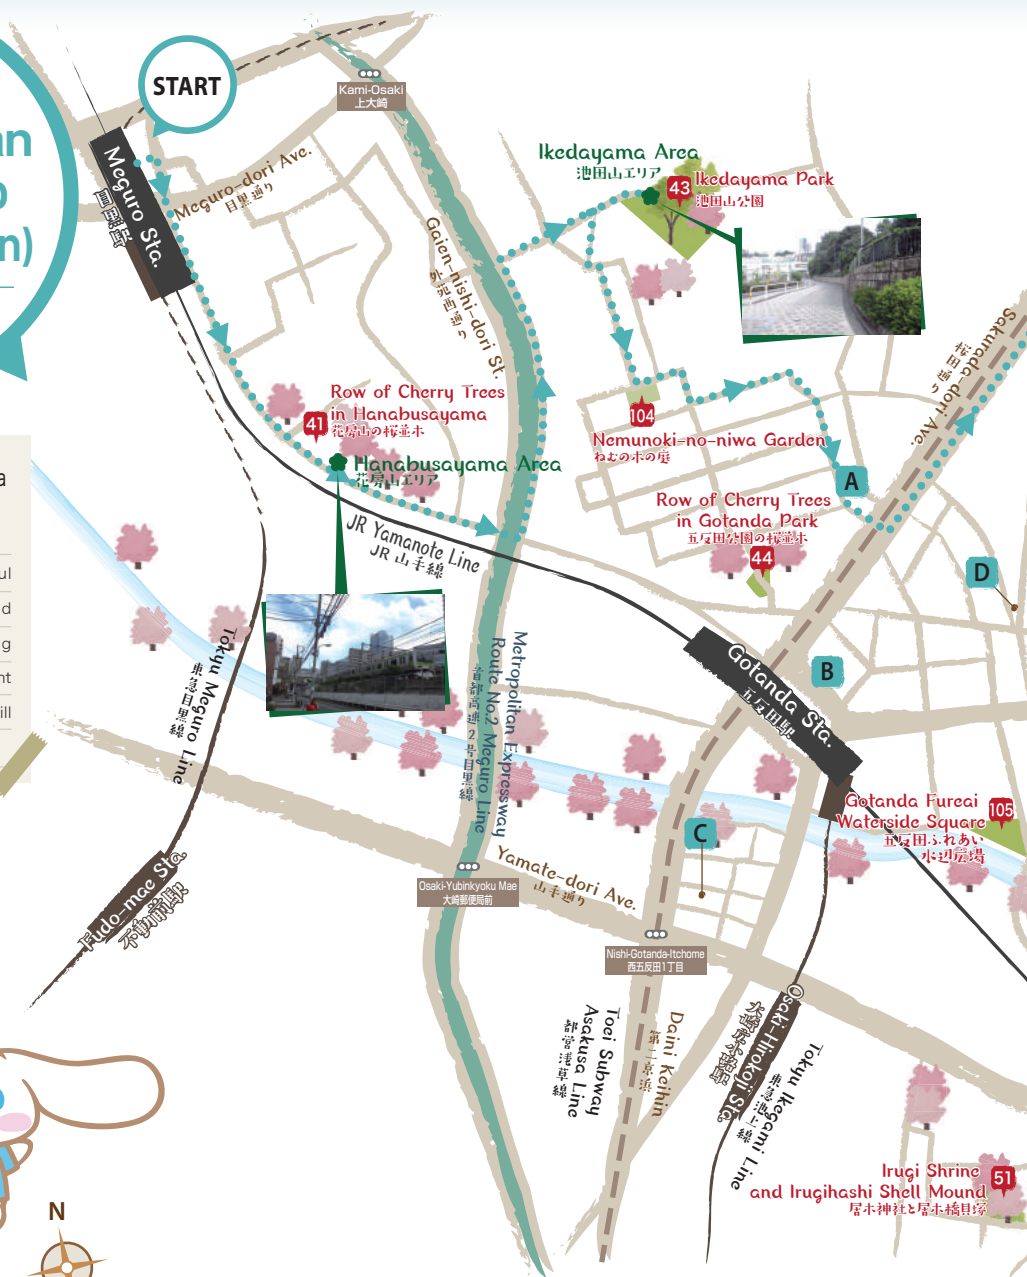 an
o
n)
START
Kami-Osaki
上大崎
Meguro Sta.
目黒駅
Meguro-dori Ave.
目黒通り
Gaien-nishi-dori St.
外苑西通り
Ikedayama Area
池田山エリア
43
Ikedayama Park
池田山公園
Sakurada-dori Ave.
桜田通り
Row of Cherry Trees
in Hanabusayama
花房山の桜並木
41
Hanabusayama Area
花房山エリア
104
Nemunoki-no-niwa Garden
ねむの木の庭
A
Row of Cherry Trees
in Gotanda Park
五反田公園の桜並木
44
JR Yamanote Line
JR 山手線
D
a
ul
d
g
nt
ill
Tokyu Meguro Line
東急目黒線
Metropolitan Expressway
Route No.2 Meguro Line
首都高速2号目黒線
Gotanda Sta.
五反田駅
B
C
Gotanda Fureai
Waterside Square
五反田ふれあい
水辺広場
105
Fudo-mae Sta.
不動前駅
Osaki-Yubinkyoku Mae
大崎郵便局前
Yamate-dori Ave.
山手通り
Nishi-Gotanda-Itchome
西五反田1丁目
Toei Subway
Asakusa Line
都営浅草線
Daini Keihin
第二京浜
Osaki-Hirokoji Sta.
大崎広小路駅
Tokyu Ikegami Line
東急池上線
Irugi Shrine
and Irugihashi Shell Mound
居木神社と居木橋貝塚
51
N